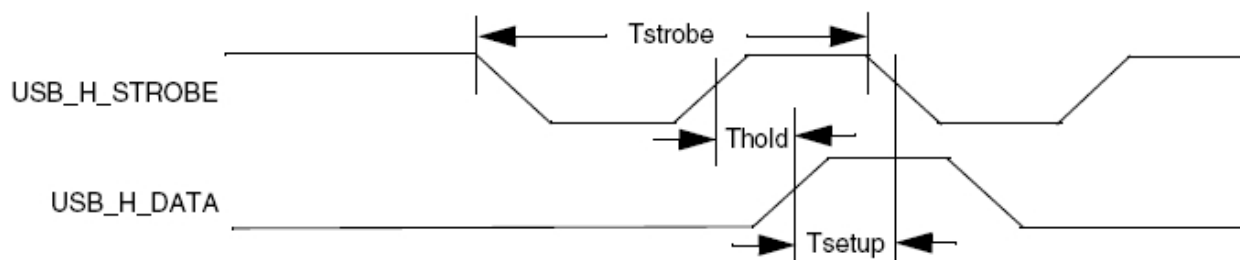 Tstrobe
USB_H_STROBE
Thold
USB_H_DATA
Tsetup